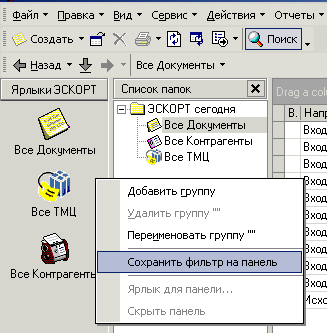 Файл Правка Вид Сервис Действия Отчеты
Создать Поиск
Назад Все Документы
Ярлыки ЭСКОРТ Список папок Drag a colu
ЭСКОРТ сегодня В. Напр
Все Документы Вход
Все Контрагенты Вход
Все ТМЦ Вход
Все Документы
Вход
Добавить группу Вход
Все ТМЦ Удалить группу "" Вход
Переименовать группу "" Вход
Сохранить фильтр на панель Вход
Все Контрагенты
Ярлык для панели... Вход
Скрыть панель Исхо